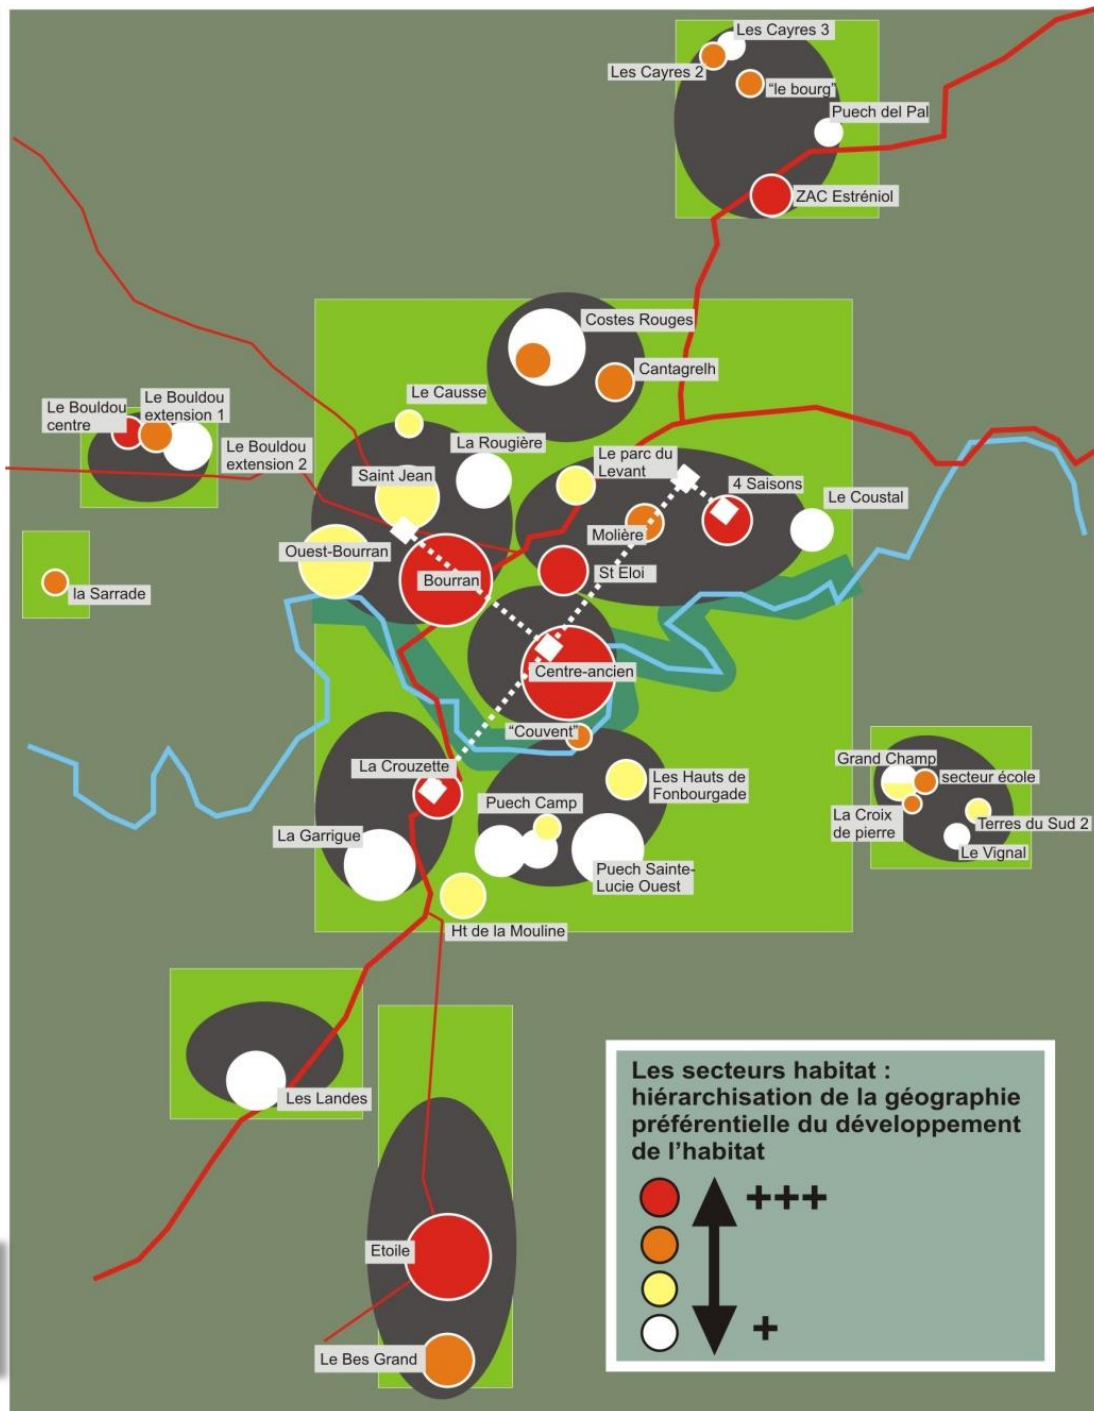 Les Cayres 3
Les Cayres 2
"le bourg"
Puech del Pal
ZAC Estréniol
Costes Rouges
Cantagrelh
Le Causse
Le Bouldou
centre
Le Bouldou
extension 1
Le Bouldou
extension 2
La Rougière
Saint Jean
Le parc du
Levant
4 Saisons
Le Coustal
Molière
Ouest-Bourran
Bourran
St Eloi
la Sarrade
Centre-ancien
"Couvent"
La Crouzette
Les Hauts de
Fonbourgade
Puech Camp
La Garrigue
Puech Sainte-
Lucie Ouest
Ht de la Mouline
Grand Champ
secteur école
La Croix
de pierre
Terres du Sud 2
Le Vignal
Les Landes
Etoile
Le Bes Grand
Les secteurs habitat :
hiérarchisation de la géographie
préférentielle du développement
de l'habitat
+++
+